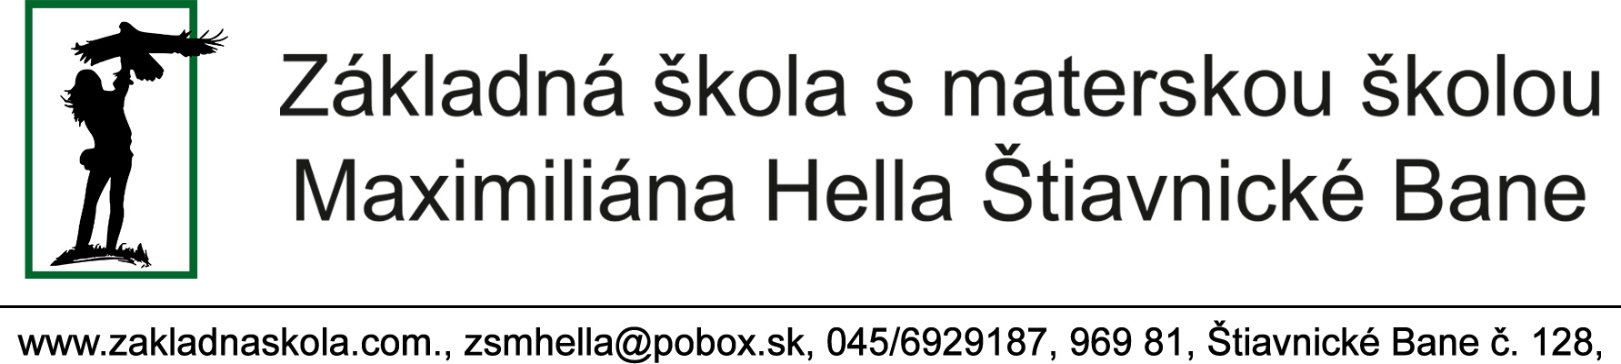 Základná škola s materskou školou
Maximiliána Hella Štiavnické Bane
www.zakladnaskola.com., zsmhella@pobox.sk, 045/6929187, 969 81, Štiavnické Bane č. 128,